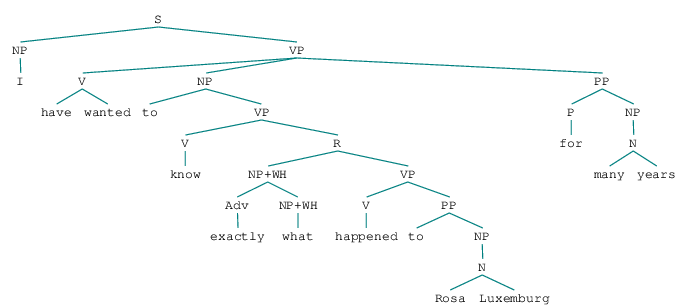 S
NP VP
I V NP PP
have wanted to VP P NP
V R for N
know NP+WH VP many years
Adv NP+WH V PP
exactly what happened to NP
N
Rosa Luxemburg